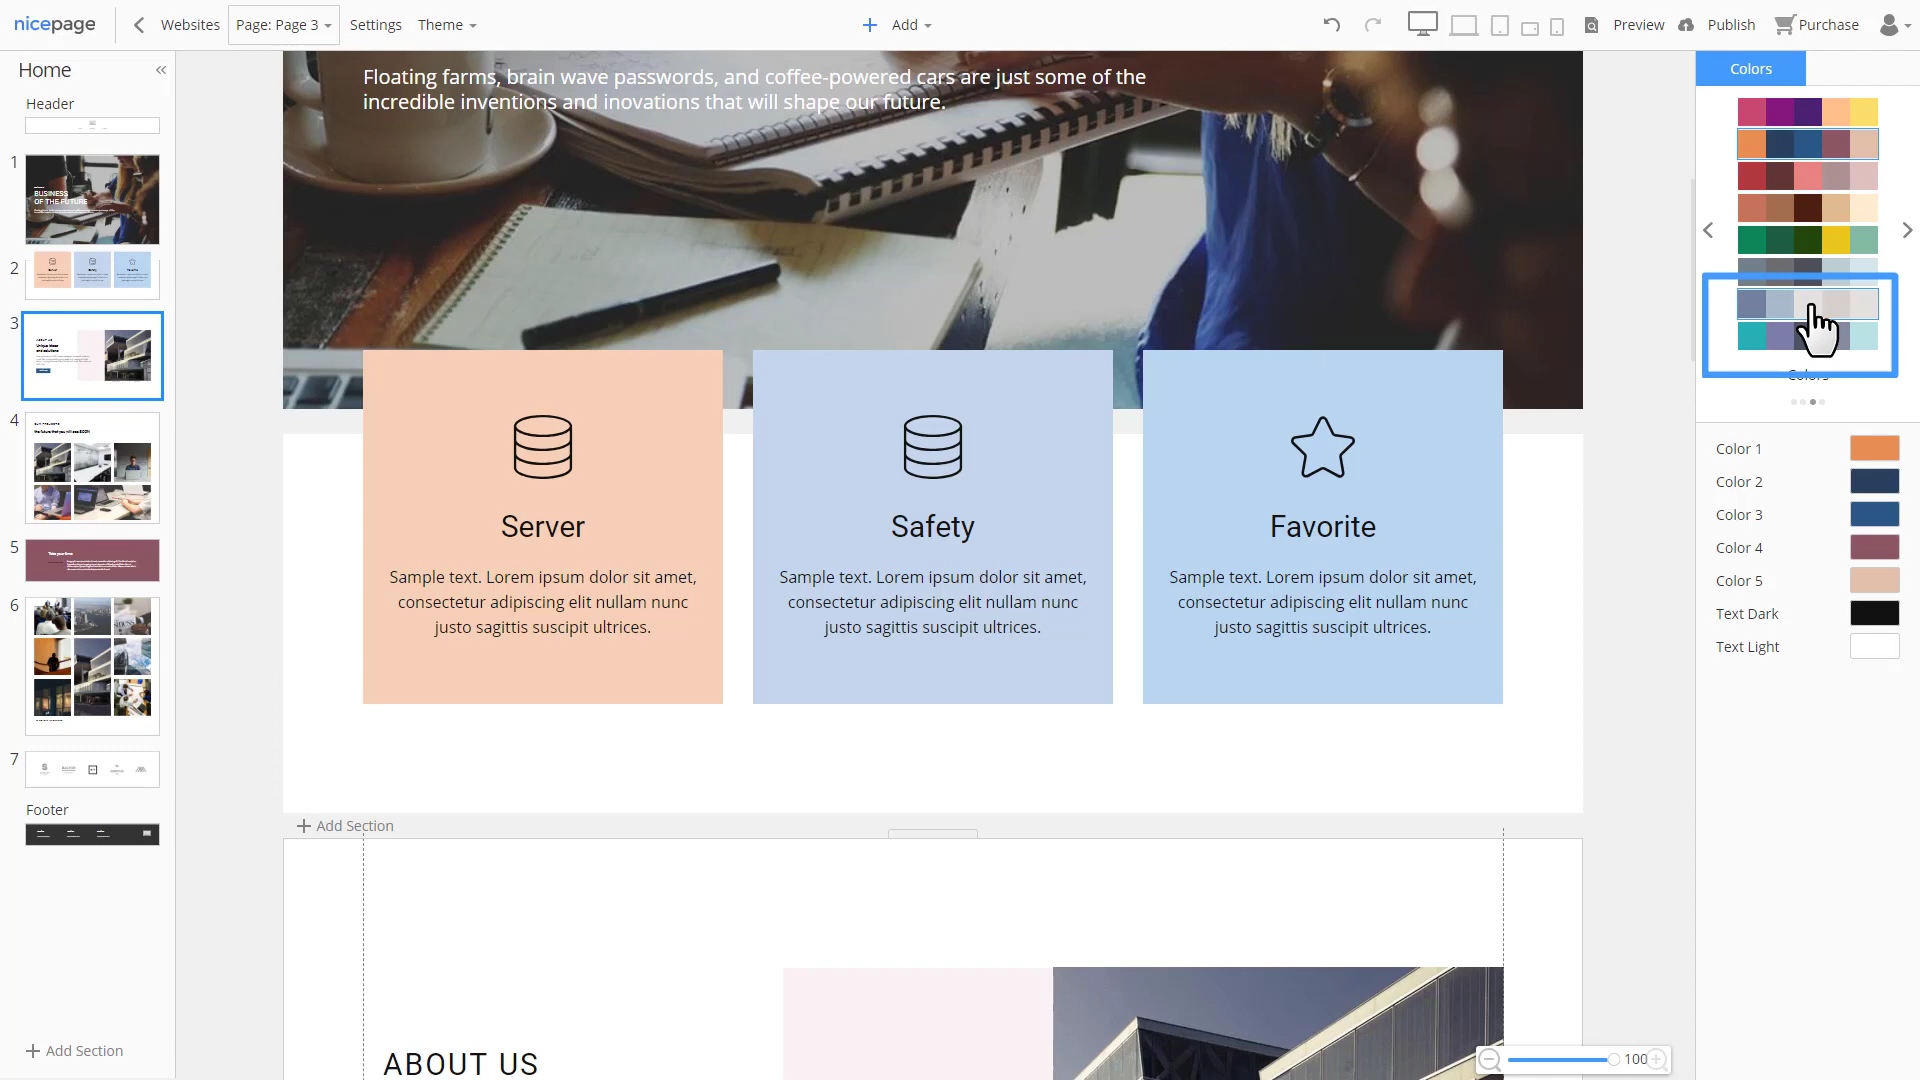 nicepage
Websites
Page: Page 3
Settings
Theme
Add
Preview
Publish
Purchase
Home
Header
1
BUSINESS
OF THE FUTURE
2
3
4
5
6
7
Footer
Add Section
Floating farms, brain wave passwords, and coffee-powered cars are just some of the
incredible inventions and inovations that will shape our future.
Server
Sample text. Lorem ipsum dolor sit amet,
consectetur adipiscing elit nullam nunc
justo sagittis suscipit ultrices.
Safety
Sample text. Lorem ipsum dolor sit amet,
consectetur adipiscing elit nullam nunc
justo sagittis suscipit ultrices.
Favorite
Sample text. Lorem ipsum dolor sit amet,
consectetur adipiscing elit nullam nunc
justo sagittis suscipit ultrices.
Add Section
ABOUT US
100
Colors
Colors
Color 1
Color 2
Color 3
Color 4
Color 5
Text Dark
Text Light